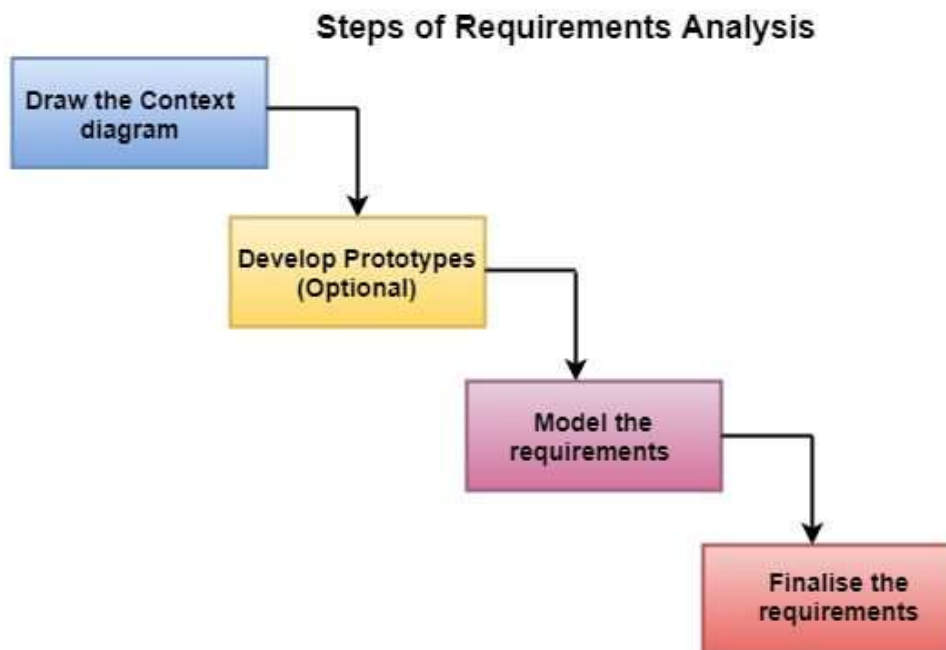 Steps of Requirements Analysis
Draw the Context
diagram
Develop Prototypes
(Optional)
Model the
requirements
Finalise the
requirements